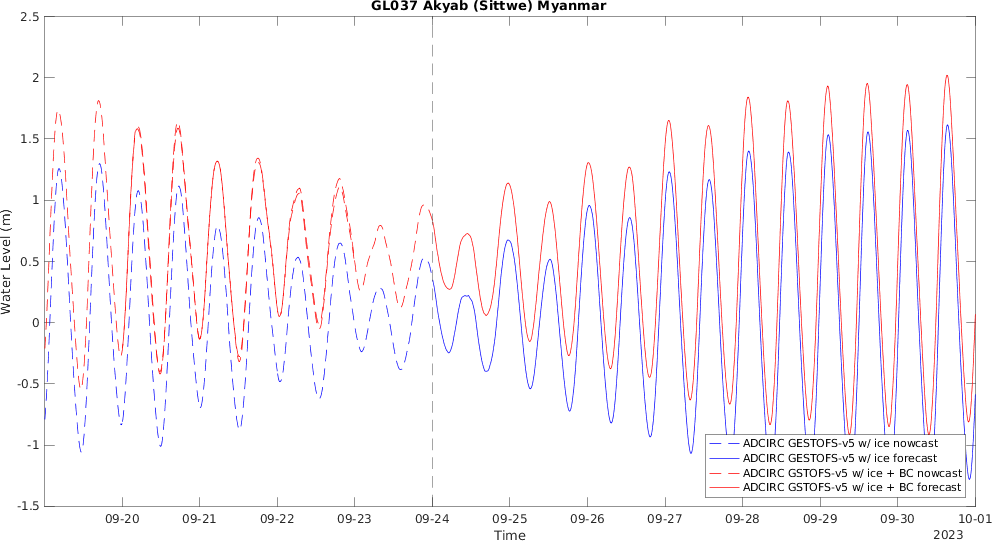 GL037 Akyab (Sittwe) Myanmar
2.5
2
1.5
1
0.5
0
-0.5
-1
-1.5
Water Level (m)
ADCIRC GESTOFS-v5 w/ ice nowcast
ADCIRC GESTOFS-v5 w/ ice forecast
ADCIRC GSTOFS-v5 w/ ice + BC nowcast
ADCIRC GSTOFS-v5 w/ ice + BC forecast
09-20 09-21 09-22 09-23 09-24 09-25 09-26 09-27 09-28 09-29 09-30 10-01
Time
2023